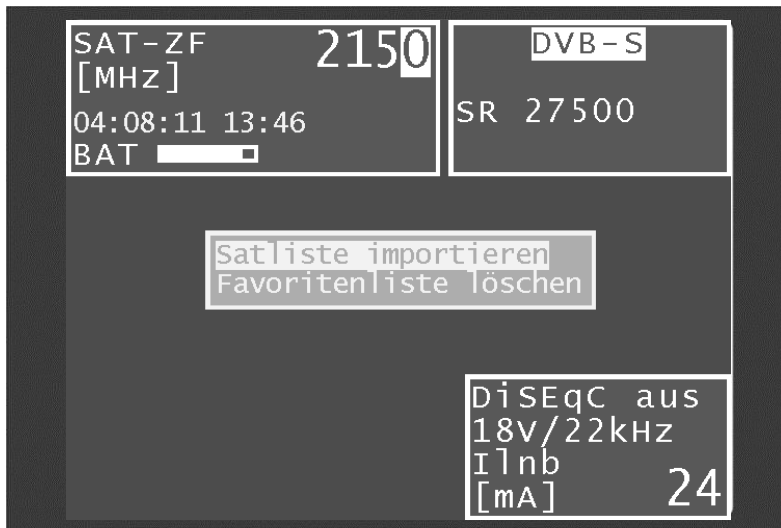 SAT-ZF 2150
[MHz]
04:08:11 13:46
BAT
DVB-S
SR 27500
Satliste importieren
Favoritenliste löschen
DiSEqC aus
18V/22kHz
Ilnb
[mA] 24